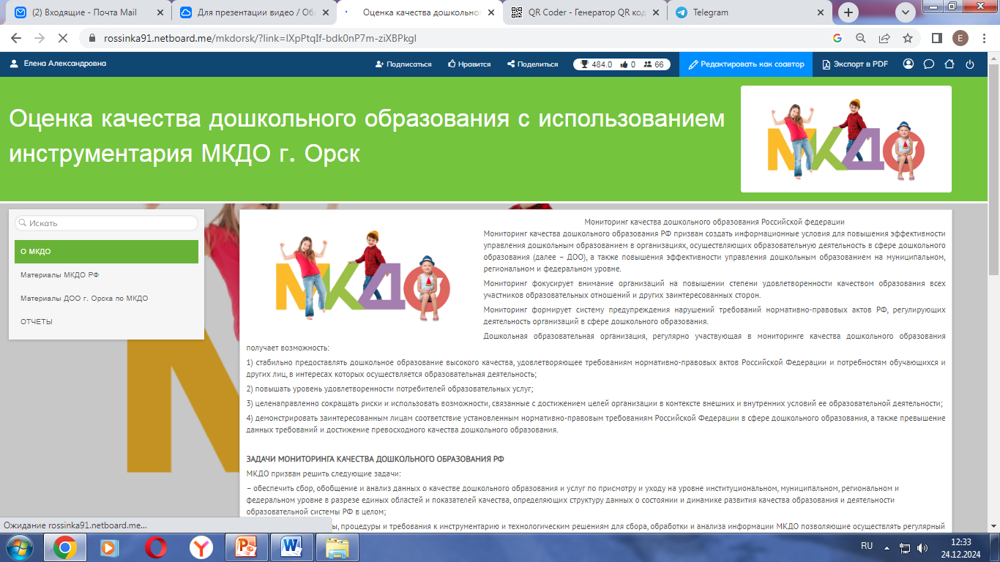 (2) Входящие - Почта Mail
Для презентации видео / Обл
Оценка качества дошкольног
QR Coder - Генератор QR код
Telegram
rossinka91.netboard.me/mkdorsk/?link=IXpPtqIf-bdk0nP7m-ziXBPkgI
E
Елена Александровна
Подписаться
Нравится
Поделиться
484.0
0
66
Редактировать как соавтор
Экспорт в PDF
Оценка качества дошкольного образования с использованием
инструментария МКДО г. Орск
МКДО
Искать
О МКДО
Материалы МКДО РФ
Материалы ДОО г. Орска по МКДО
ОТЧЕТЫ
МКДО
Мониторинг качества дошкольного образования Российской федерации
Мониторинг качества дошкольного образования РФ призван создать информационные условия для повышения эффективности
управления дошкольным образованием в организациях, осуществляющих образовательную деятельность в сфере дошкольного
образования (далее – ДОО), а также повышения эффективности управления дошкольным образованием на муниципальном,
региональном и федеральном уровне.
Мониторинг фокусирует внимание организаций на повышении степени удовлетворенности качеством образования всех
участников образовательных отношений и других заинтересованных сторон.
Мониторинг формирует систему предупреждения нарушений требований нормативно-правовых актов РФ, регулирующих
деятельность организаций в сфере дошкольного образования.
Дошкольная образовательная организация, регулярно участвующая в мониторинге качества дошкольного образования
получает возможность:
1) стабильно предоставлять дошкольное образование высокого качества, удовлетворяющее требованиям нормативно-правовых актов Российской Федерации и потребностям обучающихся и
других лиц, в интересах которых осуществляется образовательная деятельность;
2) повышать уровень удовлетворенности потребителей образовательных услуг;
3) целенаправленно сокращать риски и использовать возможности, связанные с достижением целей организации в контексте внешних и внутренних условий ее образовательной деятельности;
4) демонстрировать заинтересованным лицам соответствие установленным нормативно-правовым требованиям Российской Федерации в сфере дошкольного образования, а также превышение
данных требований и достижение превосходного качества дошкольного образования.
ЗАДАЧИ МОНИТОРИНГА КАЧЕСТВА ДОШКОЛЬНОГО ОБРАЗОВАНИЯ РФ
МКДО призван решить следующие задачи:
– обеспечить сбор, обобщение и анализ данных о качестве дошкольного образования и услуг по присмотру и уходу на уровне институциональном, муниципальном, региональном и
федеральном уровне в разрезе единых областей и показателей качества, определяющих структуру данных о состоянии и динамике развития качества образования и деятельности
образовательной системы РФ в целом;
ы, процедуры и требования к инструментарию и технологическим решениям для сбора, обработки и анализа информации МКДО позволяющие осуществлять регулярный
Ожидание rossinka91.netboard.me...
RU
12:33
24.12.2024